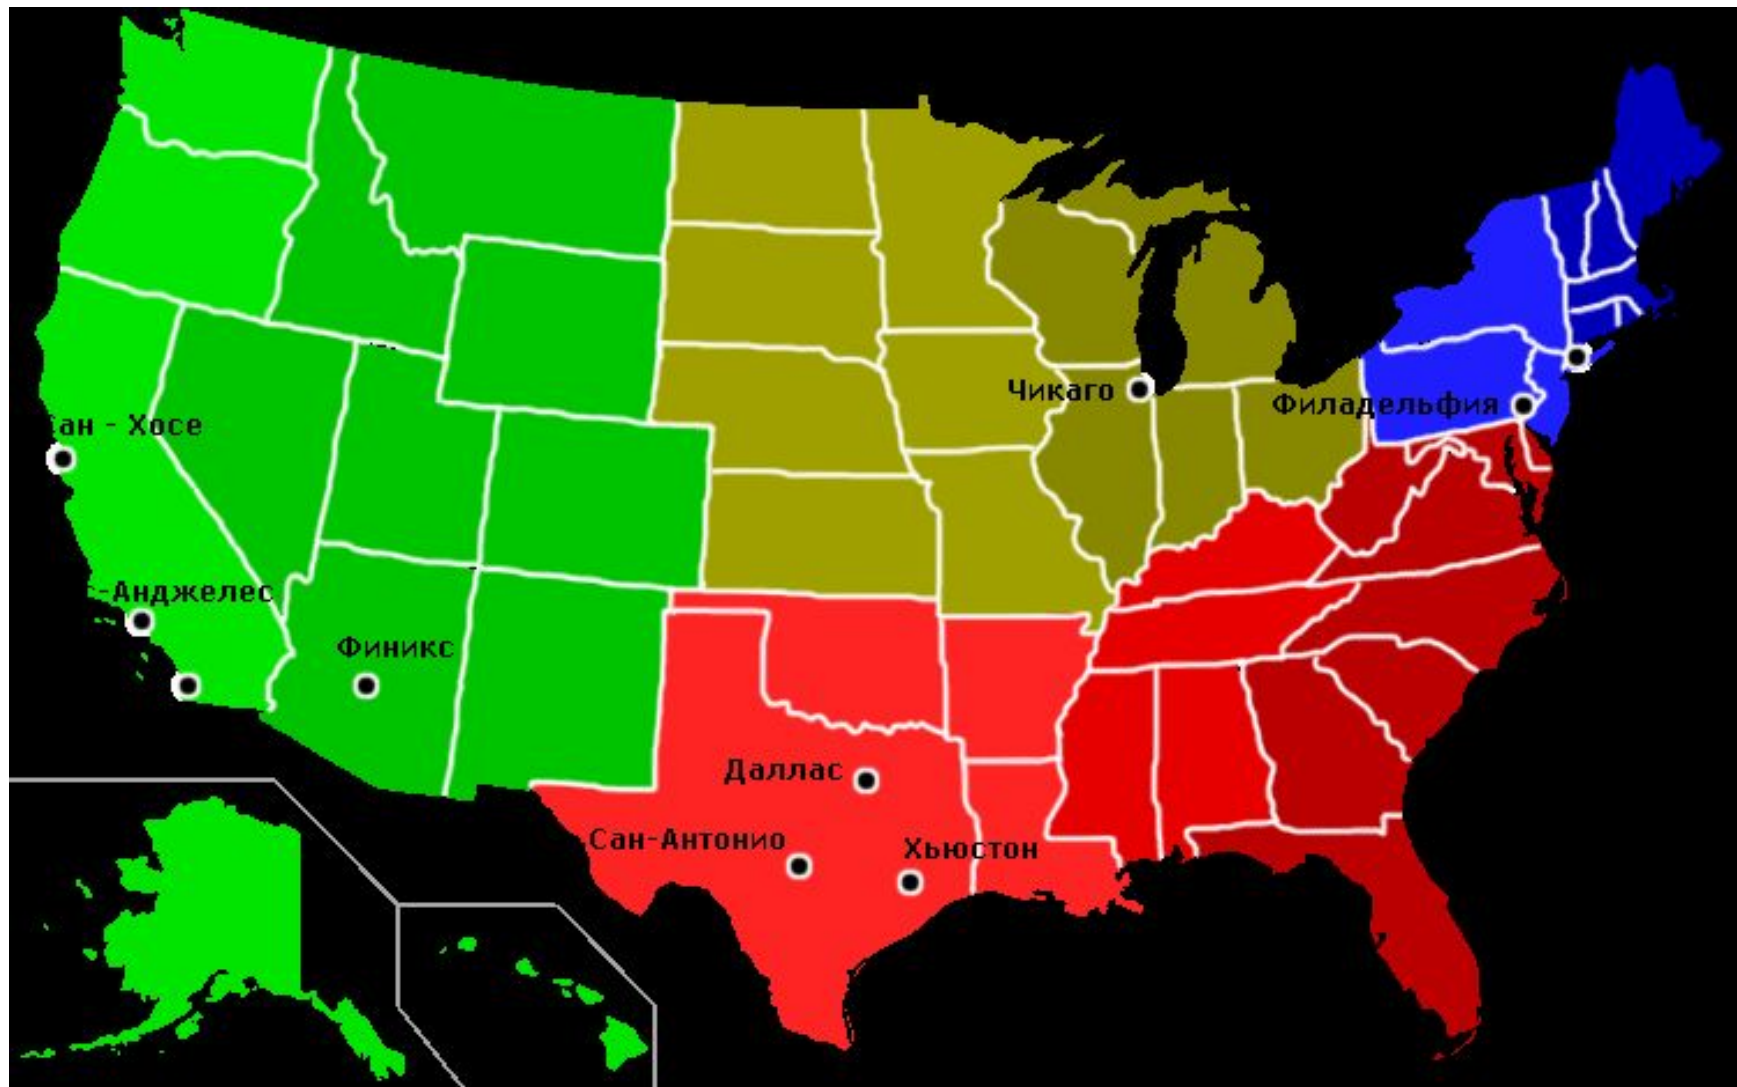 Чикаго
Филадельфия
ан - Хосе
-Анджелес
Финикс
Даллас
Сан-Антонио
Хьюстон